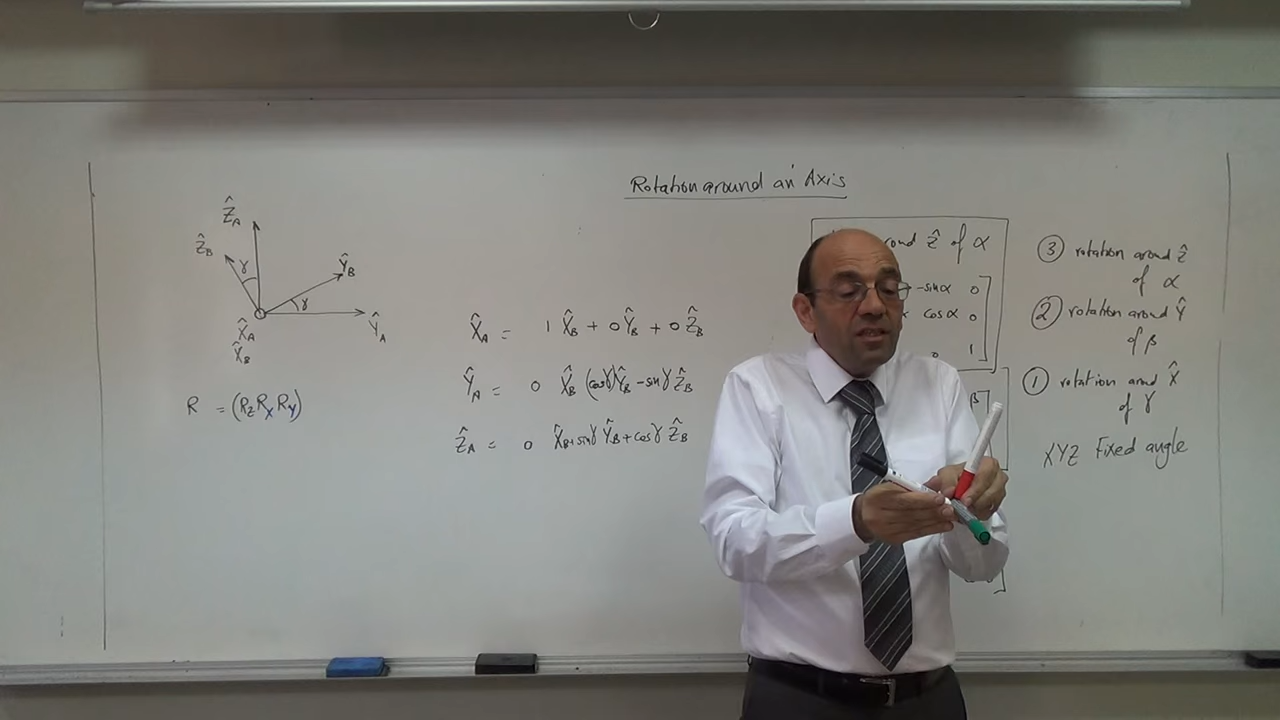 Rotation around an Axis
Ẑ_A
Ẑ_B
γ
Ŷ_B
γ
Ŷ_A
X̂_A
X̂_B
R = (R_Z R_X R_Y)
X̂_A = 1 X̂_B + 0 Ŷ_B + 0 Ẑ_B
Ŷ_A = 0 X̂_B (cosγ)Ŷ_B - sinγ Ẑ_B
Ẑ_A = 0 X̂_B + sinγ Ŷ_B + cosγ Ẑ_B
ẑ of α
-sinα 0
cosα 0
0 1
β
③ rotation around Ẑ
of α
② rotation around Ŷ
of β
① rotation around X̂
of γ
XYZ Fixed angle